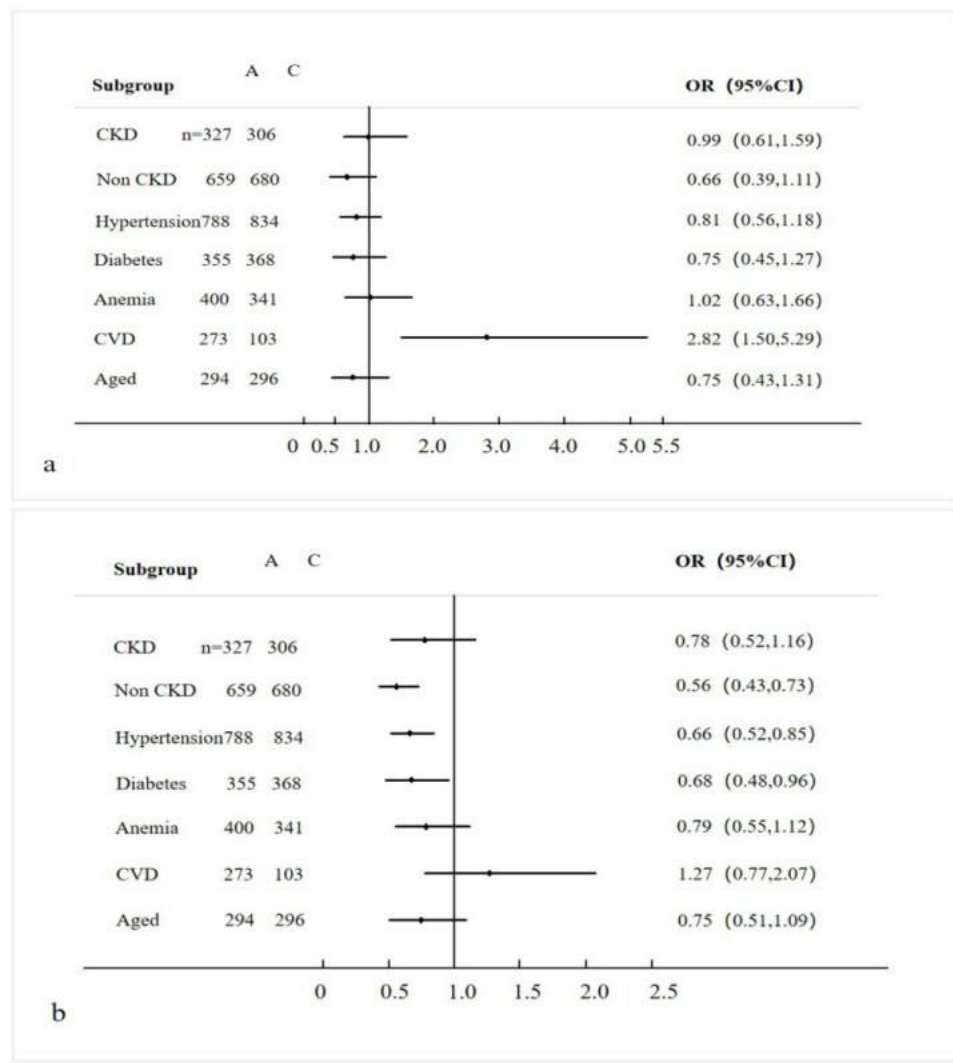 A C
Subgroup OR (95%CI)
CKD n=327 306 0.99 (0.61,1.59)
Non CKD 659 680 0.66 (0.39,1.11)
Hypertension788 834 0.81 (0.56,1.18)
Diabetes 355 368 0.75 (0.45,1.27)
Anemia 400 341 1.02 (0.63,1.66)
CVD 273 103 2.82 (1.50,5.29)
Aged 294 296 0.75 (0.43,1.31)
0 0.5 1.0 2.0 3.0 4.0 5.0 5.5
a
A C
Subgroup OR (95%CI)
CKD n=327 306 0.78 (0.52,1.16)
Non CKD 659 680 0.56 (0.43,0.73)
Hypertension788 834 0.66 (0.52,0.85)
Diabetes 355 368 0.68 (0.48,0.96)
Anemia 400 341 0.79 (0.55,1.12)
CVD 273 103 1.27 (0.77,2.07)
Aged 294 296 0.75 (0.51,1.09)
0 0.5 1.0 1.5 2.0 2.5
b